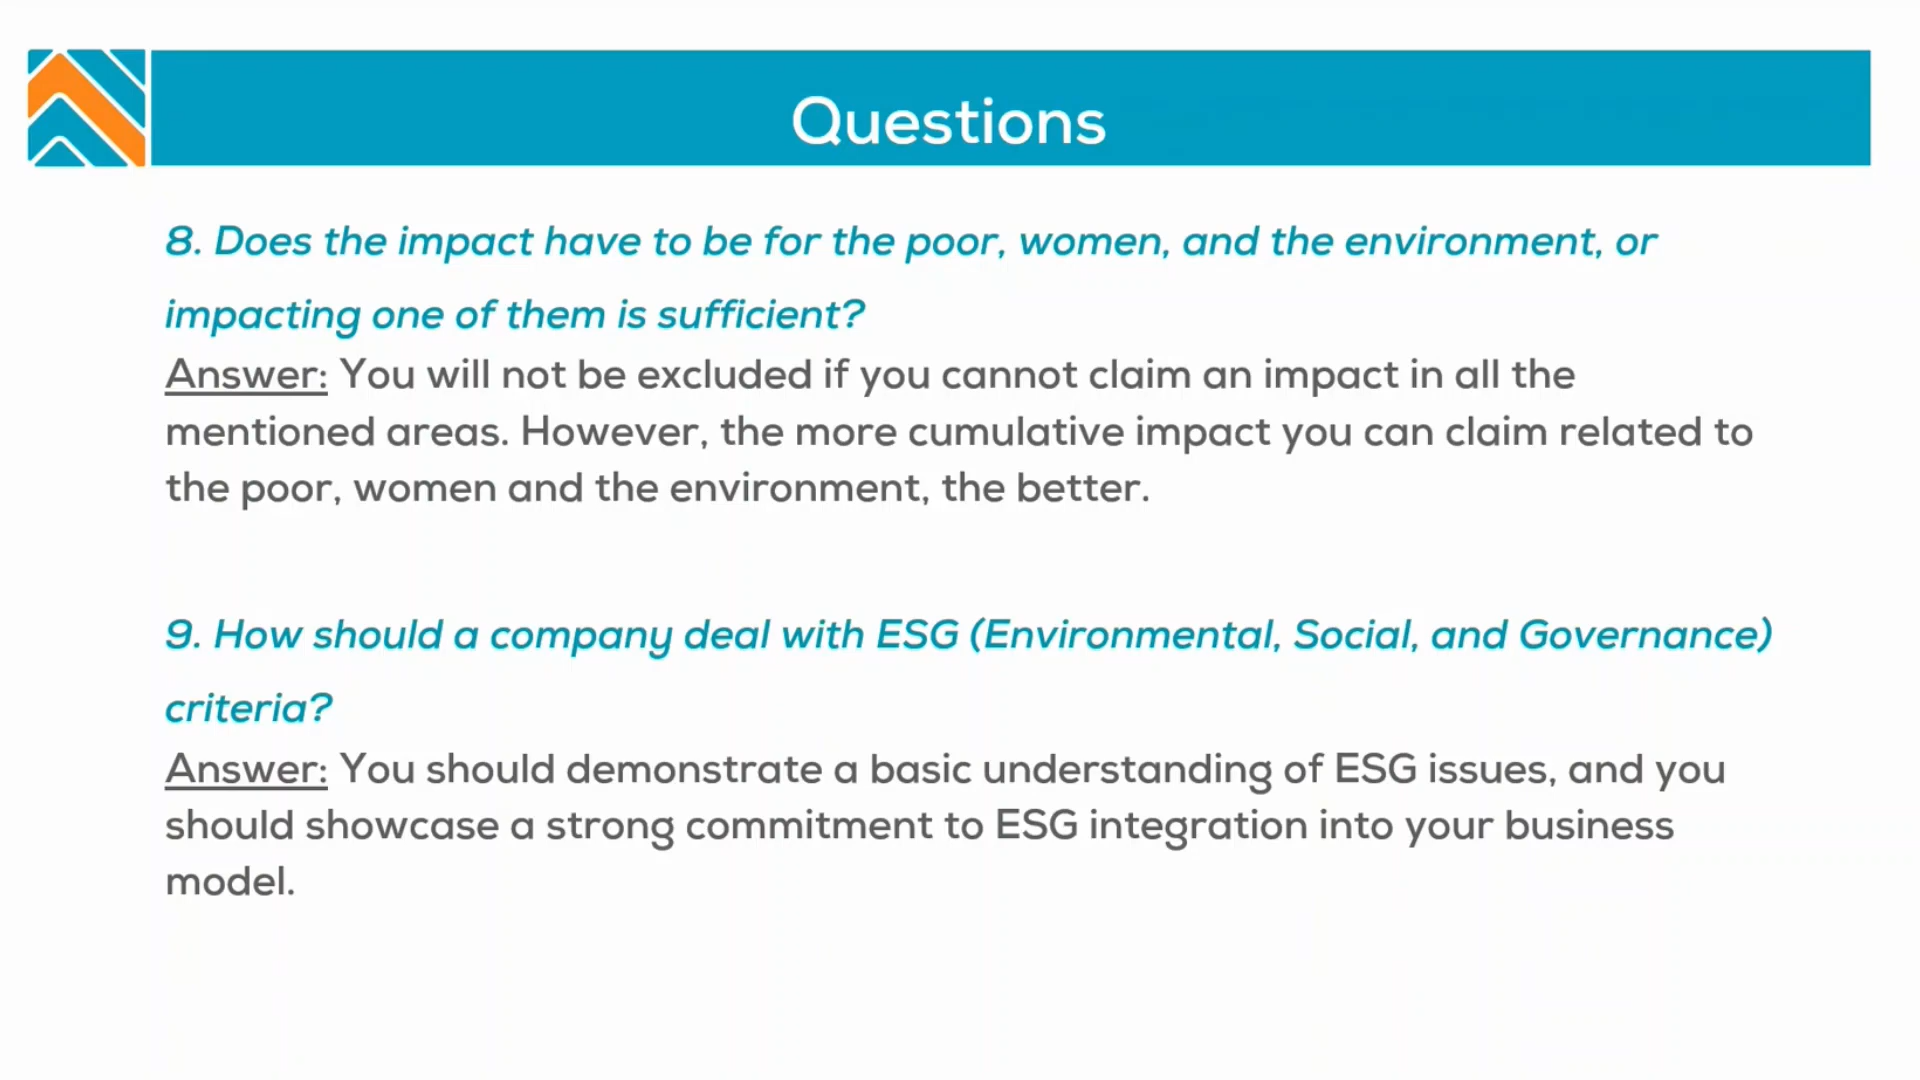 Questions
8. Does the impact have to be for the poor, women, and the environment, or
impacting one of them is sufficient?
Answer: You will not be excluded if you cannot claim an impact in all the
mentioned areas. However, the more cumulative impact you can claim related to
the poor, women and the environment, the better.
9. How should a company deal with ESG (Environmental, Social, and Governance)
criteria?
Answer: You should demonstrate a basic understanding of ESG issues, and you
should showcase a strong commitment to ESG integration into your business
model.